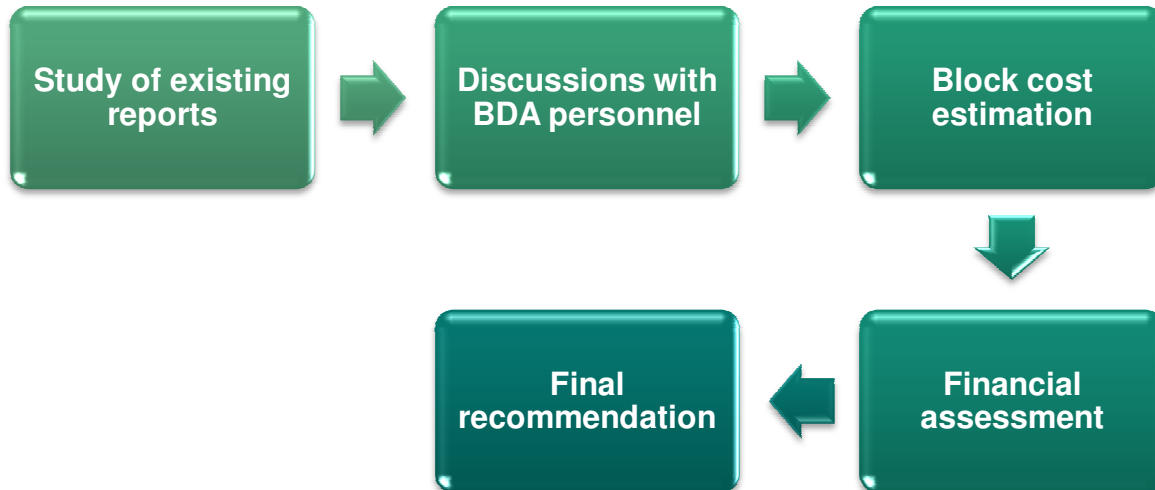 Study of existing
reports
Discussions with
BDA personnel
Block cost
estimation
Financial
assessment
Final
recommendation